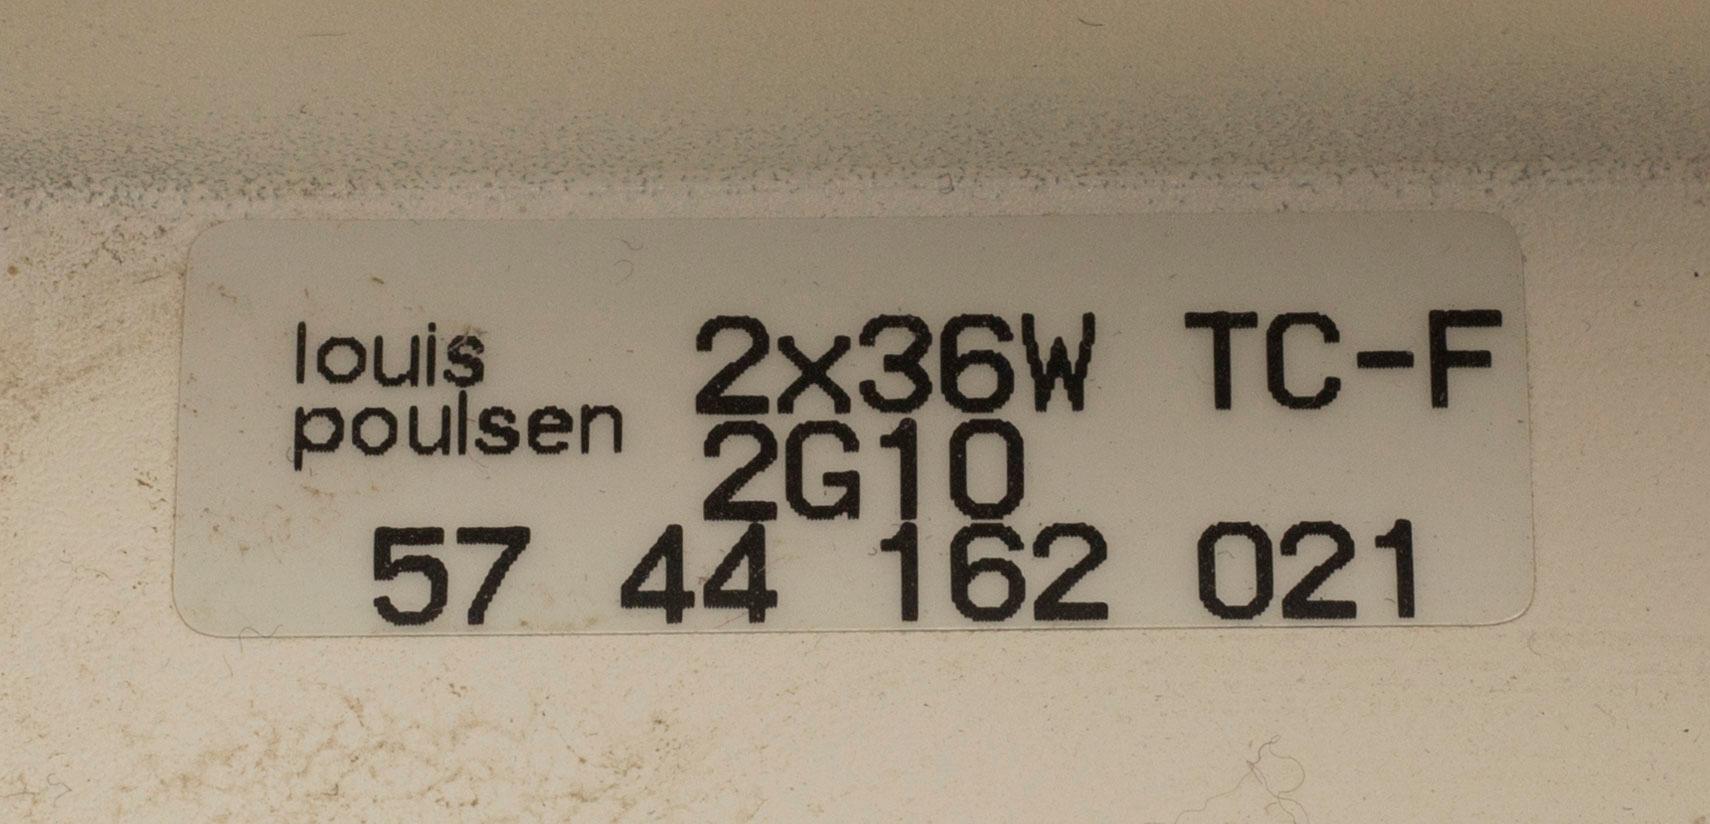 louis
poulsen
2x36W TC-F
2G10
57 44 162 021